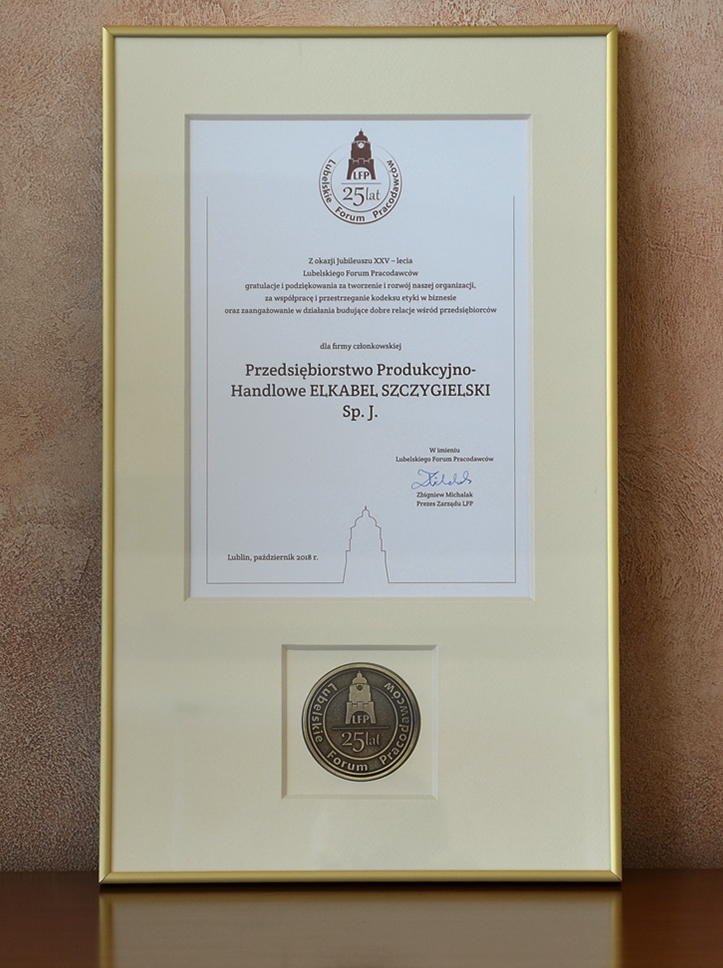 LFP
25 lat
Lubelskie Forum Pracodawców
Z okazji Jubileuszu XXV – lecia
Lubelskiego Forum Pracodawców
gratulacje i podziękowania za tworzenie i rozwój naszej organizacji,
za współpracę i przestrzeganie kodeksu etyki w biznesie
oraz zaangażowanie w działania budujące dobre relacje wśród przedsiębiorców
dla firmy członkowskiej
Przedsiębiorstwo Produkcyjno-
Handlowe ELKABEL SZCZYGIELSKI
Sp. J.
W imieniu
Lubelskiego Forum Pracodawców
Zbigniew Michalak
Prezes Zarządu LFP
Lublin, październik 2018 r.
LFP
25 lat
Lubelskie Forum Pracodawców